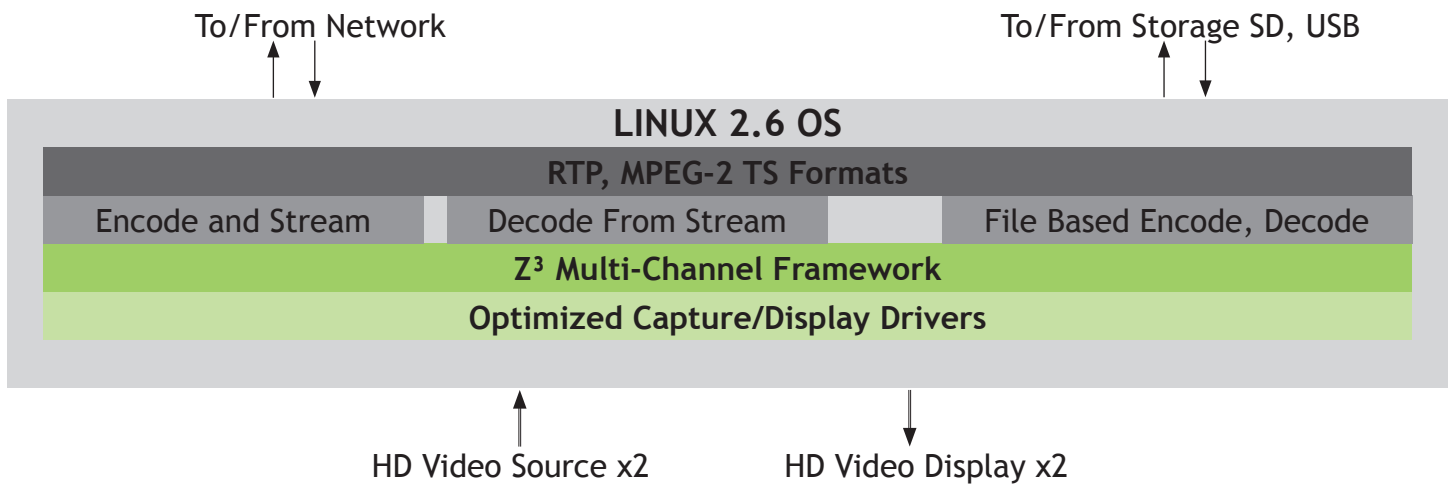 To/From Network
To/From Storage SD, USB
LINUX 2.6 OS
RTP, MPEG-2 TS Formats
Encode and Stream
Decode From Stream
File Based Encode, Decode
Z³ Multi-Channel Framework
Optimized Capture/Display Drivers
HD Video Source x2
HD Video Display x2